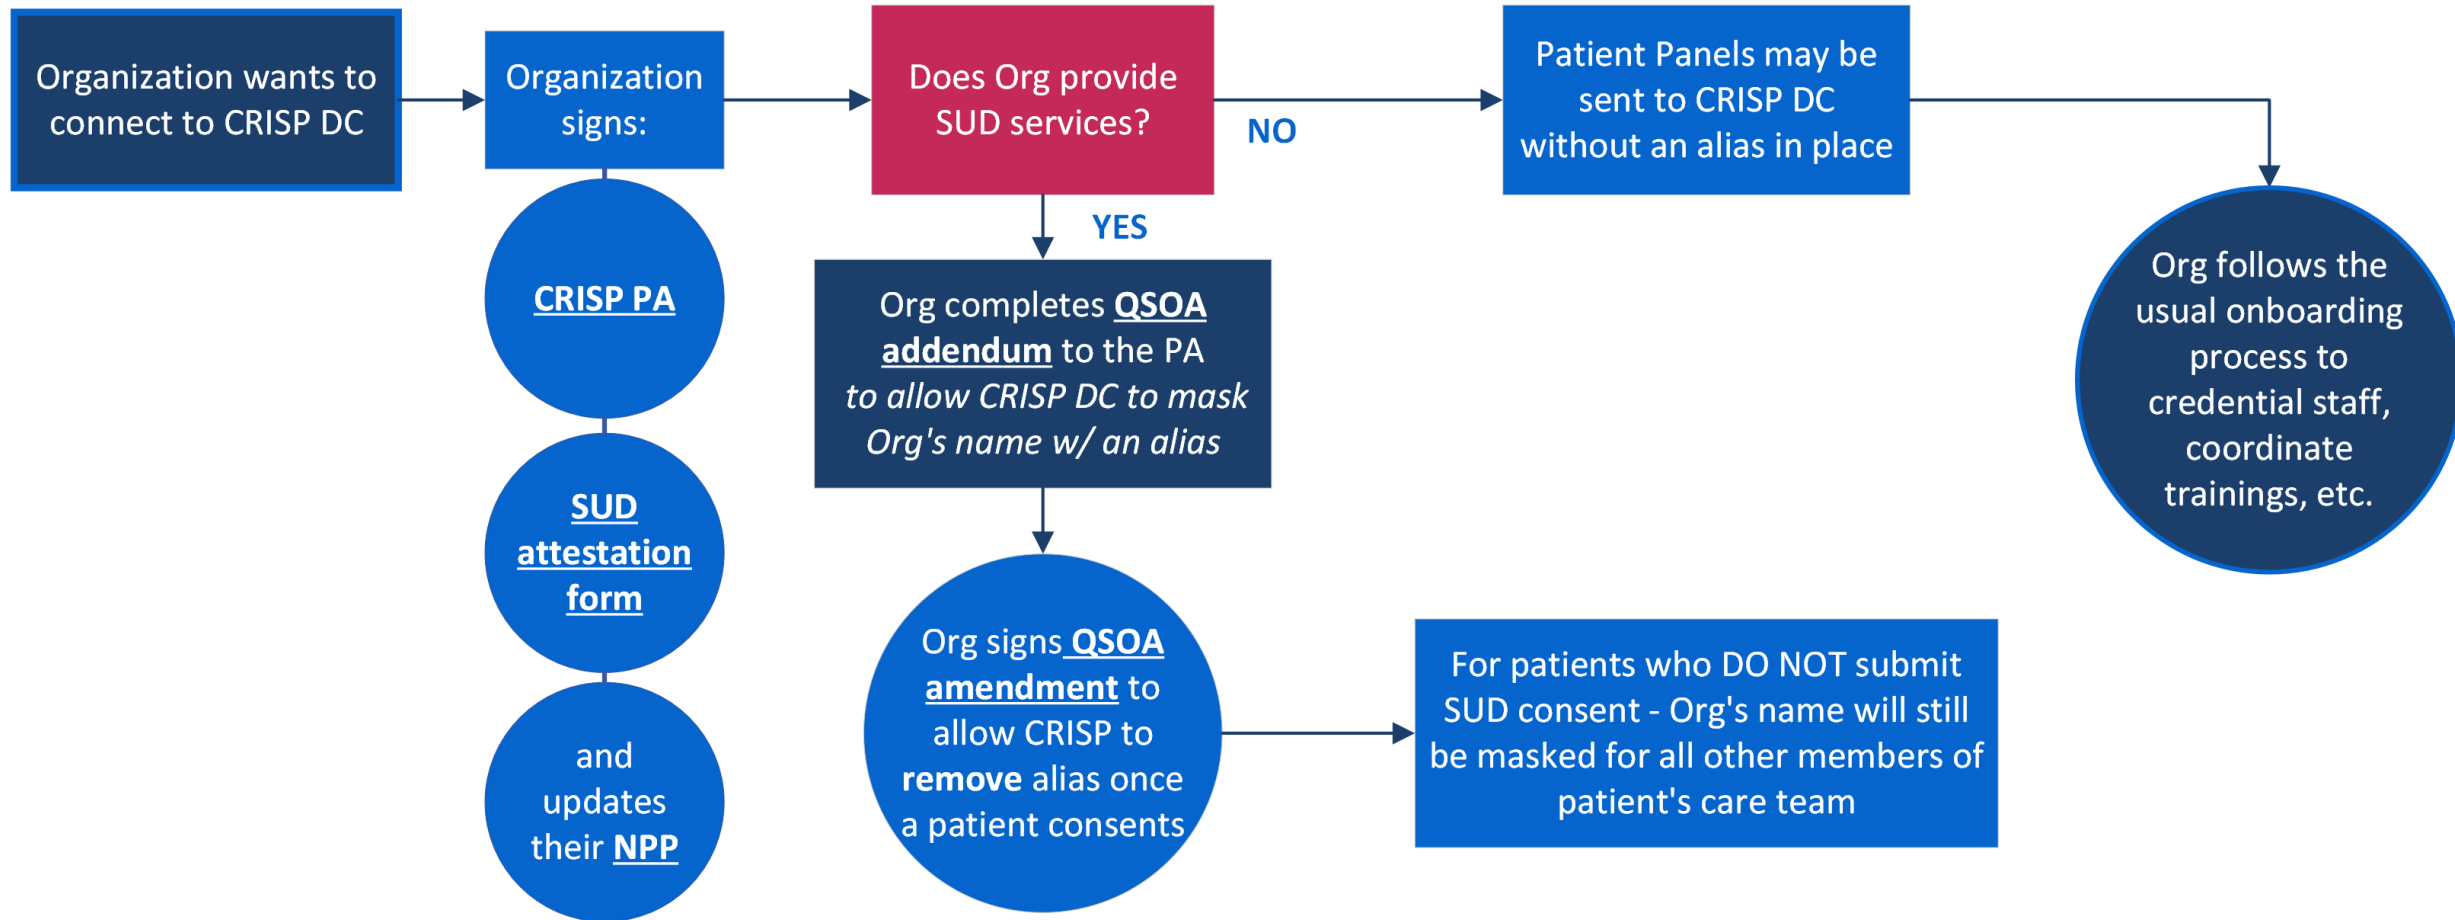 Organization wants to
connect to CRISP DC
Organization
signs:
CRISP PA
SUD
attestation
form
and
updates
their NPP
Does Org provide
SUD services?
NO
YES
Patient Panels may be
sent to CRISP DC
without an alias in place
Org follows the
usual onboarding
process to
credential staff,
coordinate
trainings, etc.
Org completes QSOA
addendum to the PA
to allow CRISP DC to mask
Org's name w/ an alias
Org signs QSOA
amendment to
allow CRISP to
remove alias once
a patient consents
For patients who DO NOT submit
SUD consent - Org's name will still
be masked for all other members of
patient's care team